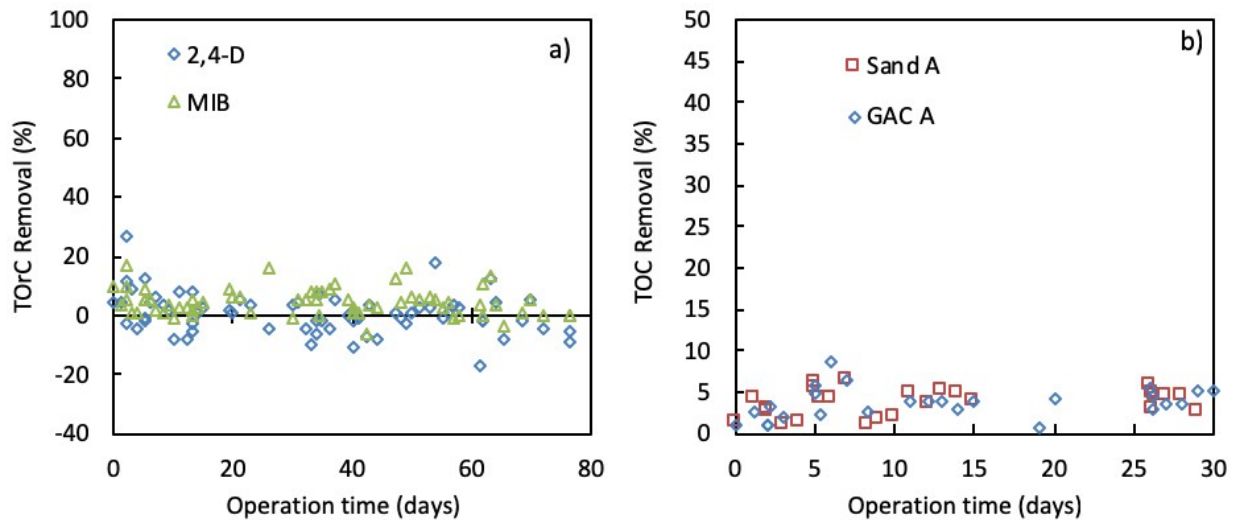 a)
2,4-D
MIB
TOrC Removal (%)
100
80
60
40
20
0
-20
-40
0 20 40 60 80
Operation time (days)
b)
Sand A
GAC A
TOC Removal (%)
50
45
40
35
30
25
20
15
10
5
0
0 5 10 15 20 25 30
Operation time (days)